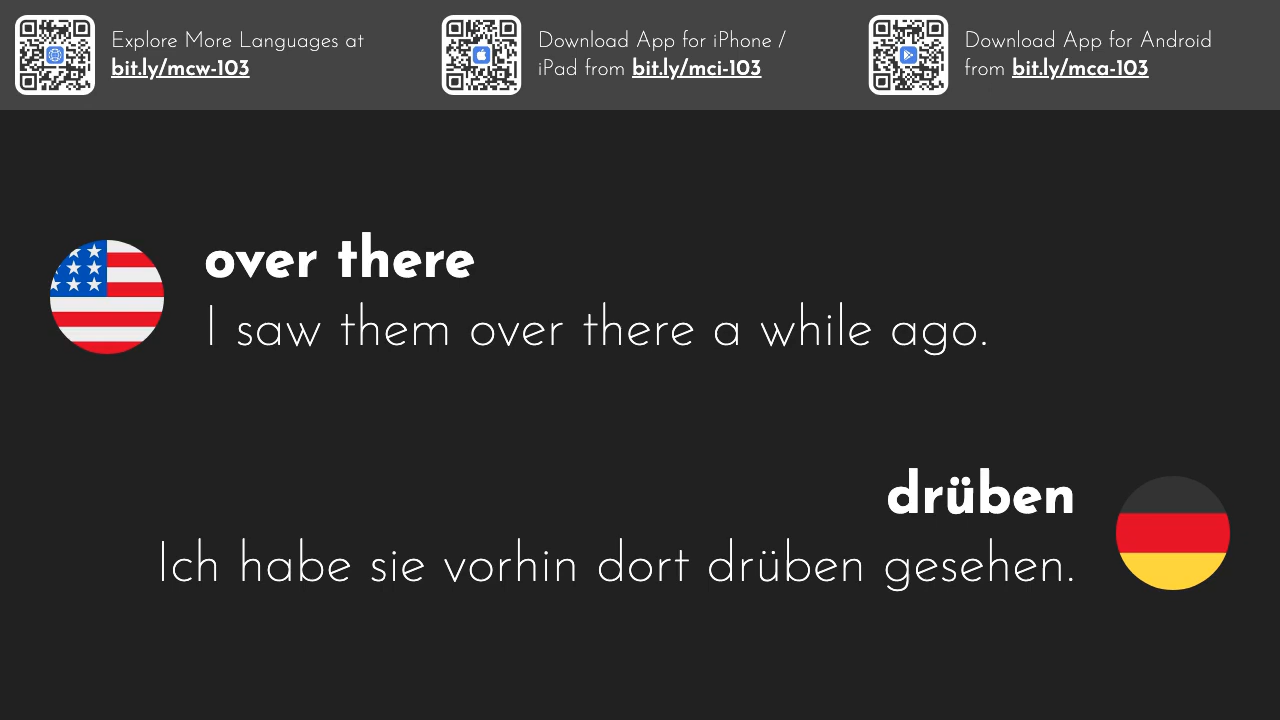 Explore More Languages at
bit.ly/mcw-103
Download App for iPhone /
iPad from bit.ly/mci-103
Download App for Android
from bit.ly/mca-103
over there
I saw them over there a while ago.
drüben
Ich habe sie vorhin dort drüben gesehen.